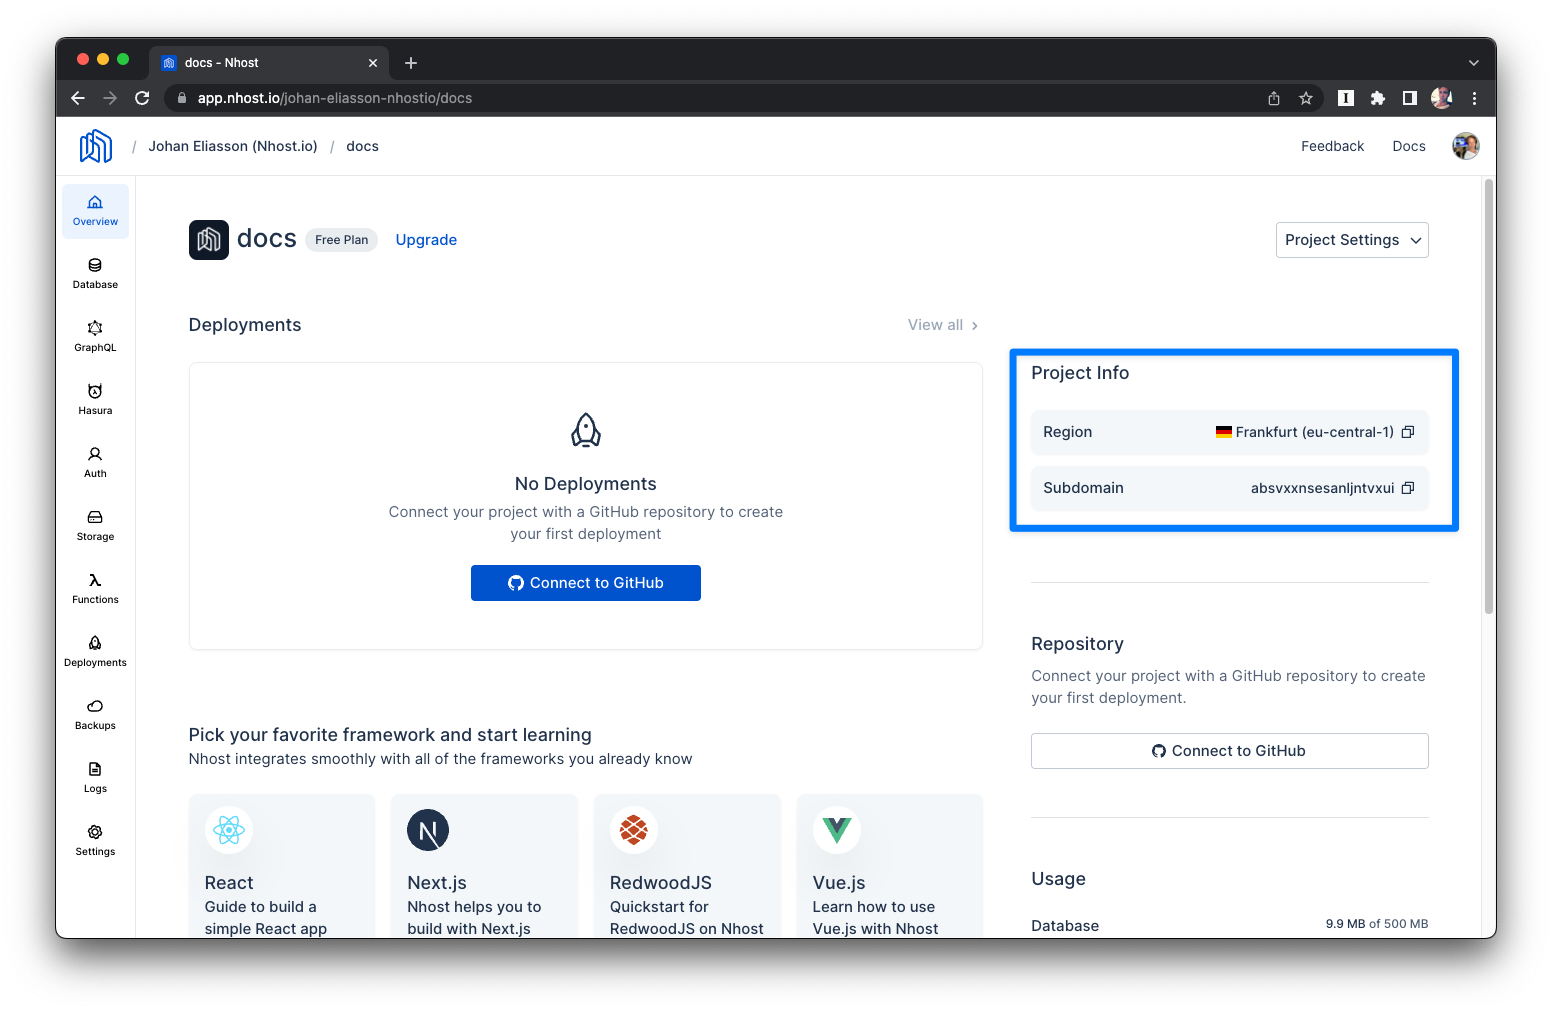 docs - Nhost
app.nhost.io/johan-eliasson-nhostio/docs
/ Johan Eliasson (Nhost.io) / docs
Feedback
Docs
Overview
Database
GraphQL
Hasura
Auth
Storage
Functions
Deployments
Backups
Logs
Settings
docs
Free Plan
Upgrade
Project Settings
Deployments
View all
No Deployments
Connect your project with a GitHub repository to create
your first deployment
Connect to GitHub
Pick your favorite framework and start learning
Nhost integrates smoothly with all of the frameworks you already know
React
Guide to build a
simple React app
Next.js
Nhost helps you to
build with Next.js
RedwoodJS
Quickstart for
RedwoodJS on Nhost
Vue.js
Learn how to use
Vue.js with Nhost
Project Info
Region
Frankfurt (eu-central-1)
Subdomain
absvxxnsesanljntvxui
Repository
Connect your project with a GitHub repository to create
your first deployment.
Connect to GitHub
Usage
Database
9.9 MB of 500 MB